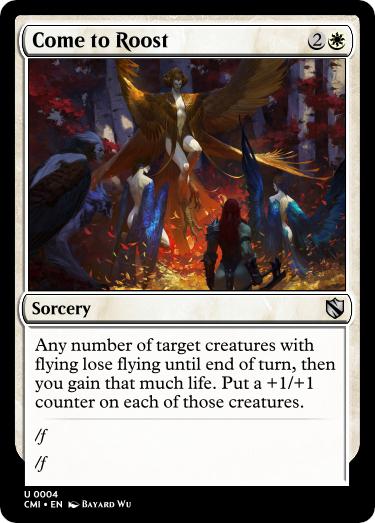 Come to Roost 2
Sorcery
Any number of target creatures with
flying lose flying until end of turn, then
you gain that much life. Put a +1/+1
counter on each of those creatures.
/f
/f
U 0004
CMI • EN Bayard Wu